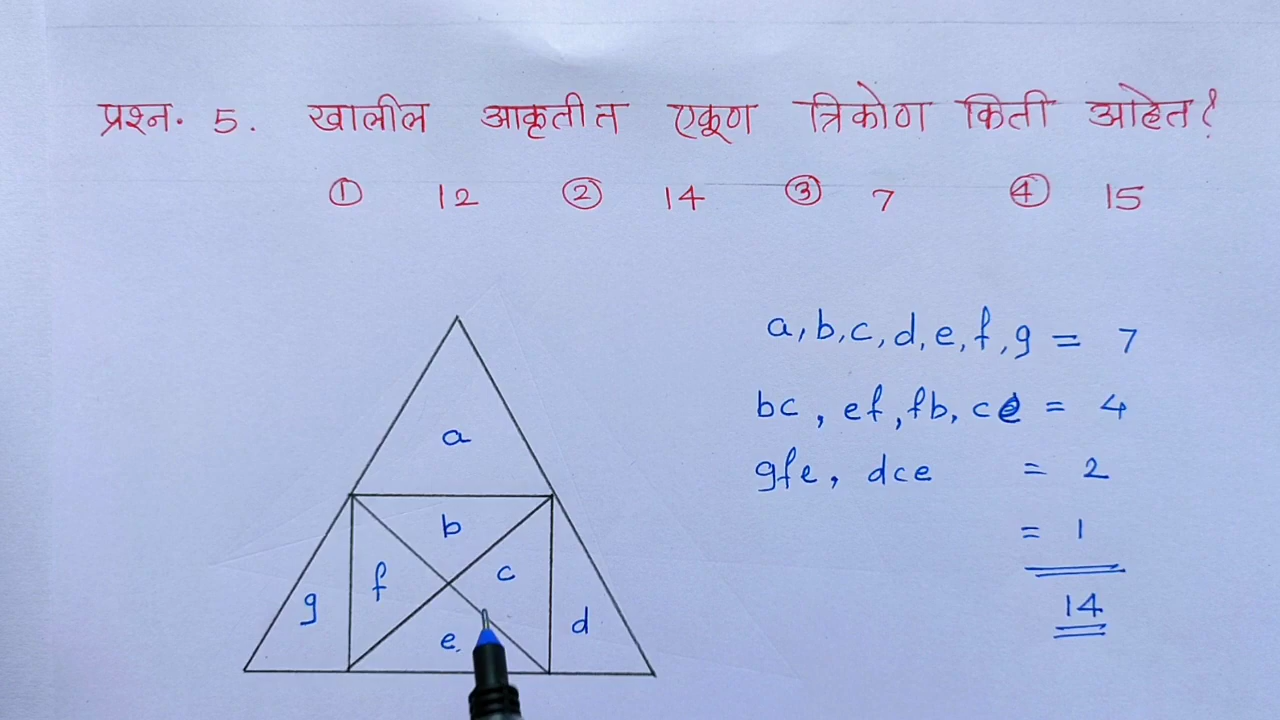 प्रश्न. 5. खालील आकृतीत एकूण त्रिकोण किती आहेत?
① 12 ② 14 ③ 7 ④ 15
a, b, c, d, e, f, g = 7
bc, ef, fb, ce = 4
gfe, dce = 2
= 1
14
a
b
f
c
g
e
d